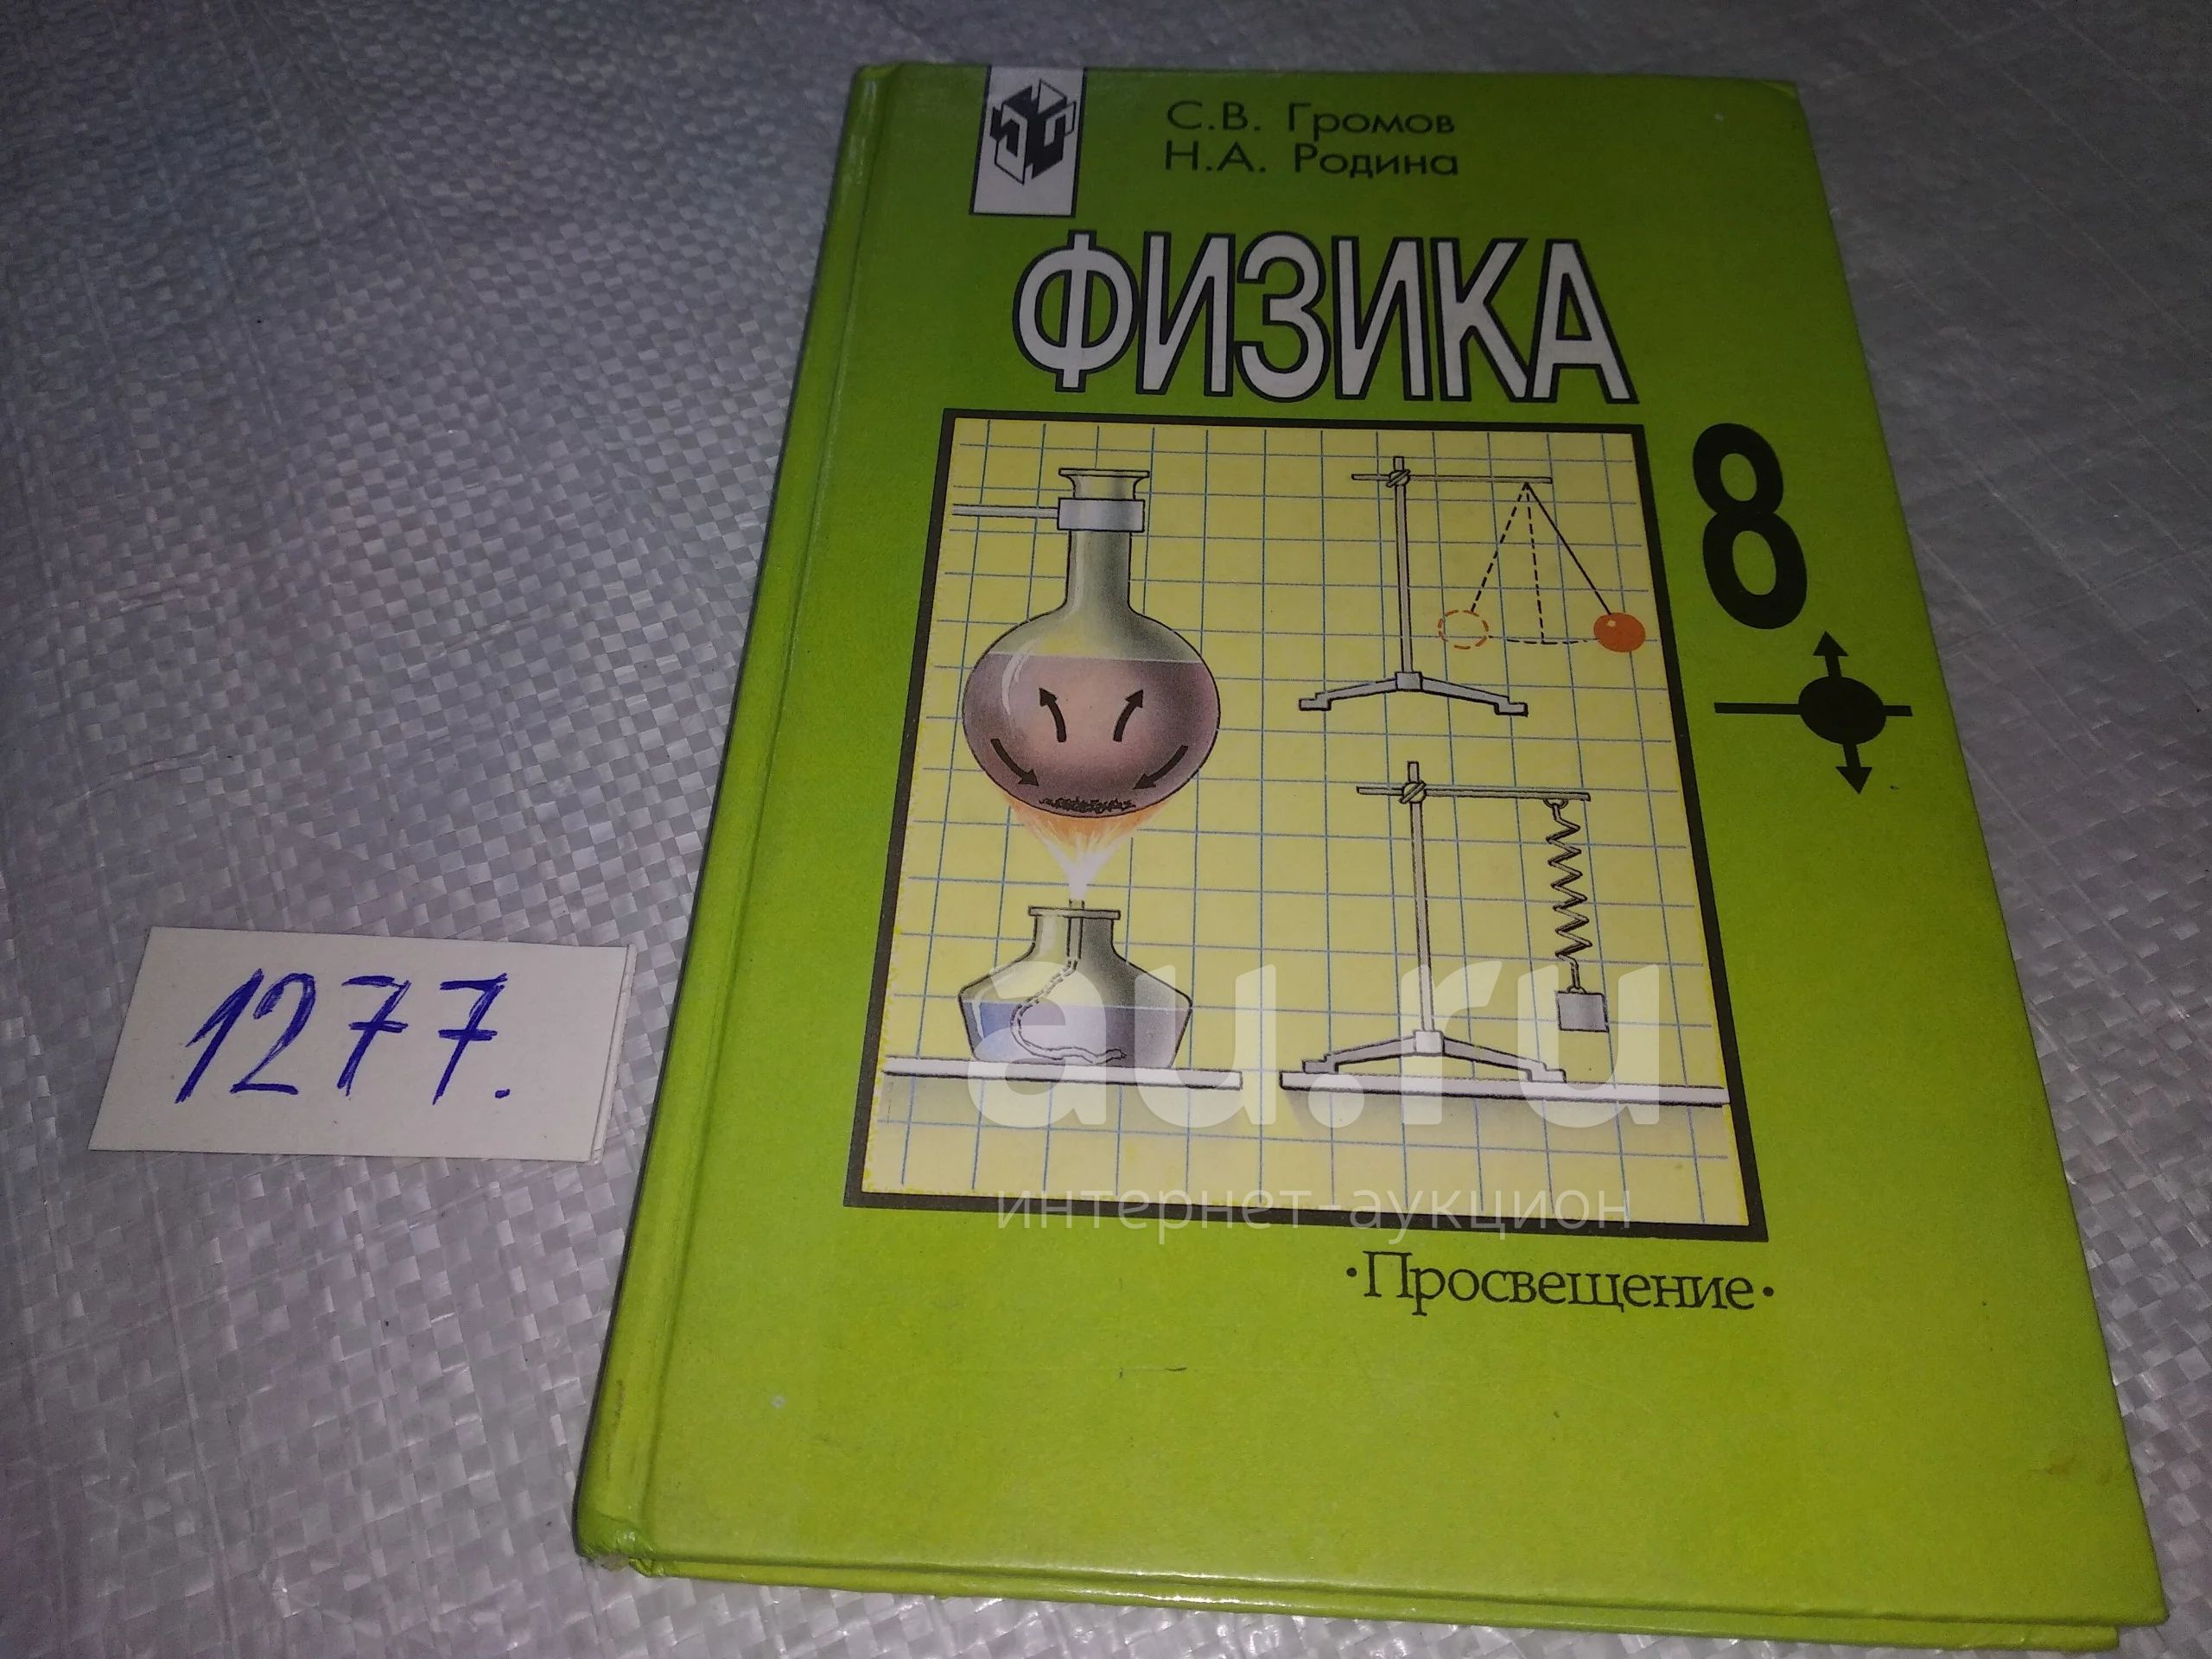 С.В. Громов
Н.А. Родина
ФИЗИКА
8
1277.
au.ru
интернет-аукцион
·Просвещение·